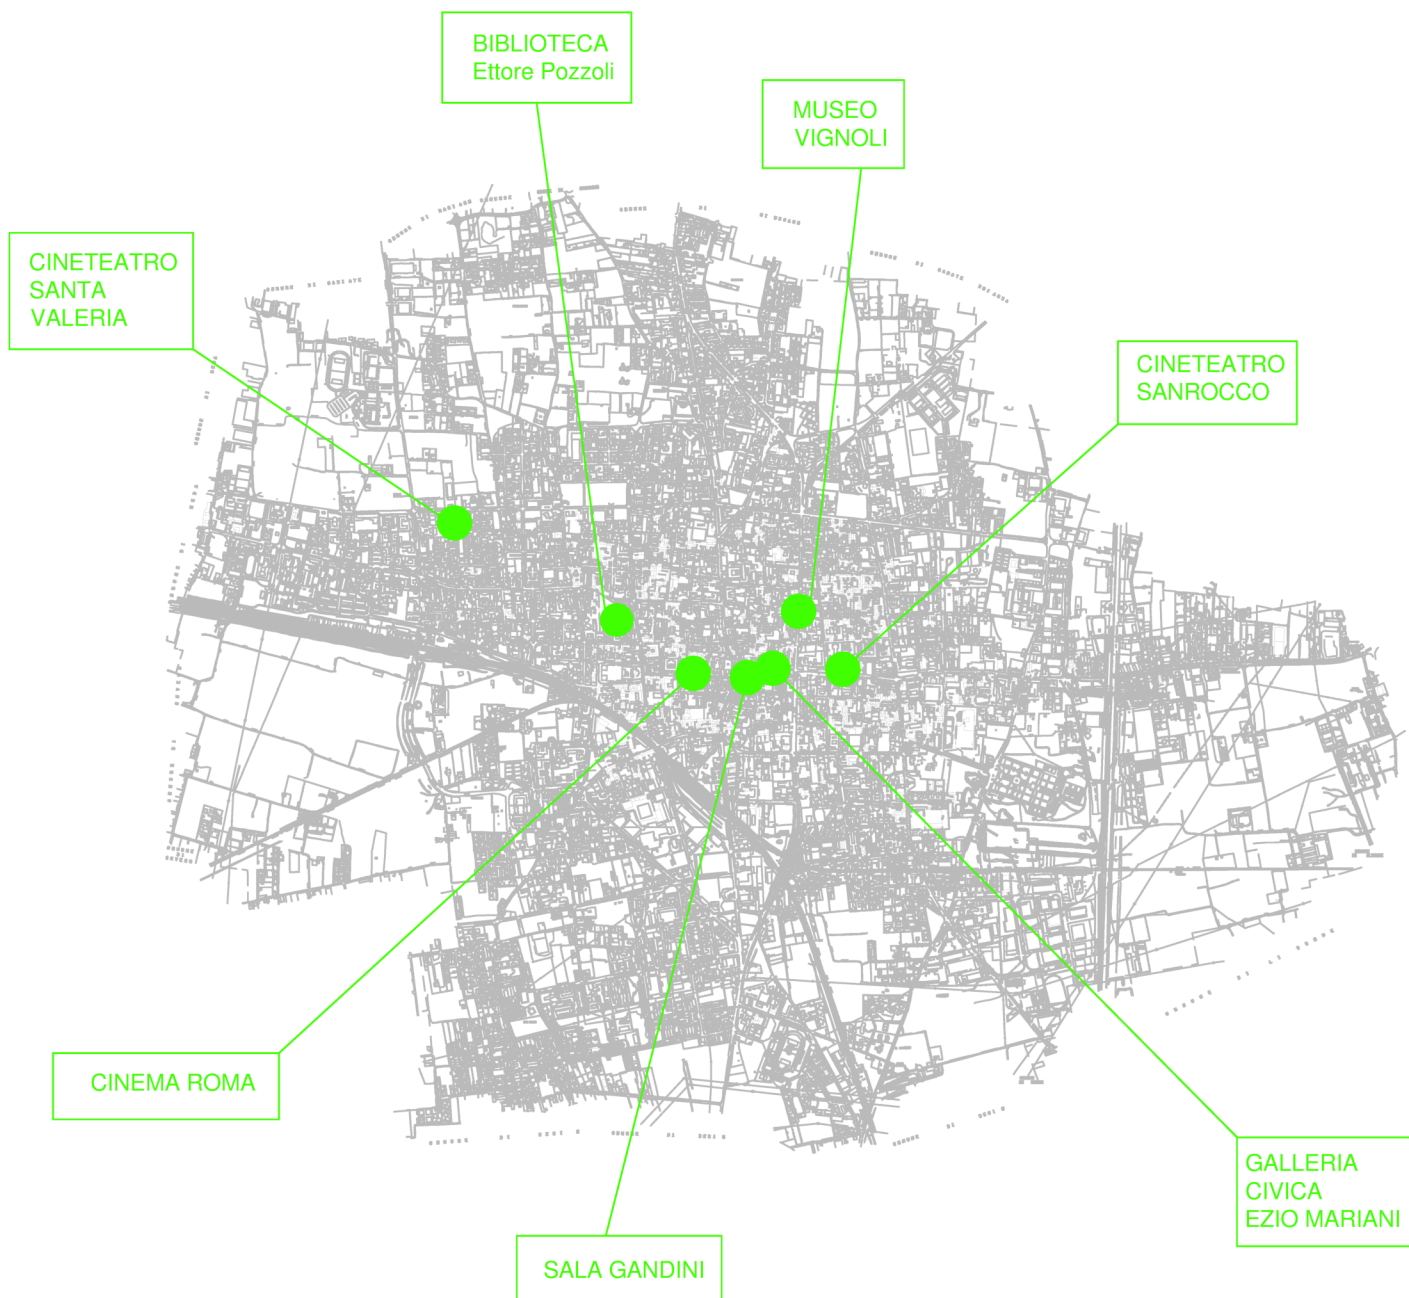 BIBLIOTECA
Ettore Pozzoli
MUSEO
VIGNOLI
CINETEATRO
SANTA
VALERIA
CINETEATRO
SANROCCO
CINEMA ROMA
GALLERIA
CIVICA
EZIO MARIANI
SALA GANDINI